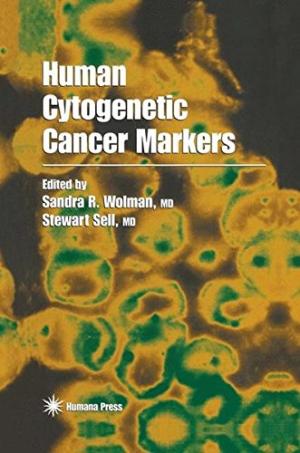 Human
Cytogenetic
Cancer Markers
Edited by
Sandra R. Wolman, MD
Stewart Sell, MD
Humana Press